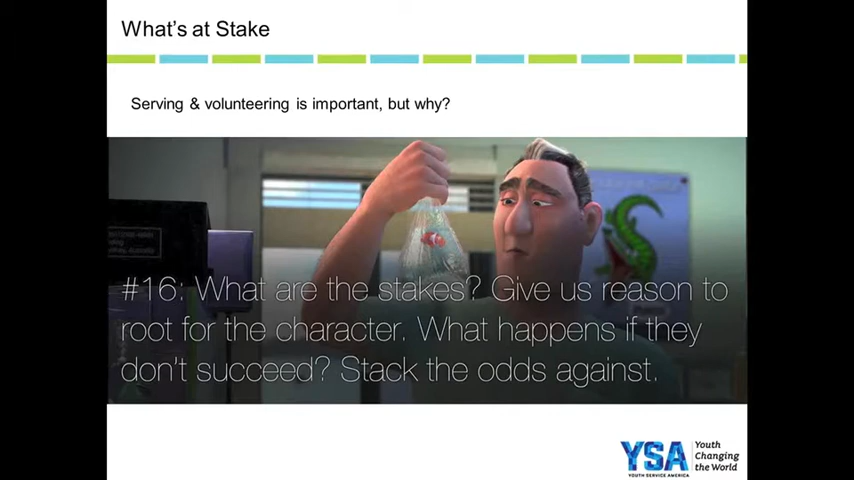 What's at Stake
Serving & volunteering is important, but why?
#16: What are the stakes? Give us reason to
root for the character. What happens if they
don't succeed? Stack the odds against.
YSA
YOUTH SERVICE AMERICA
Youth
Changing
the World